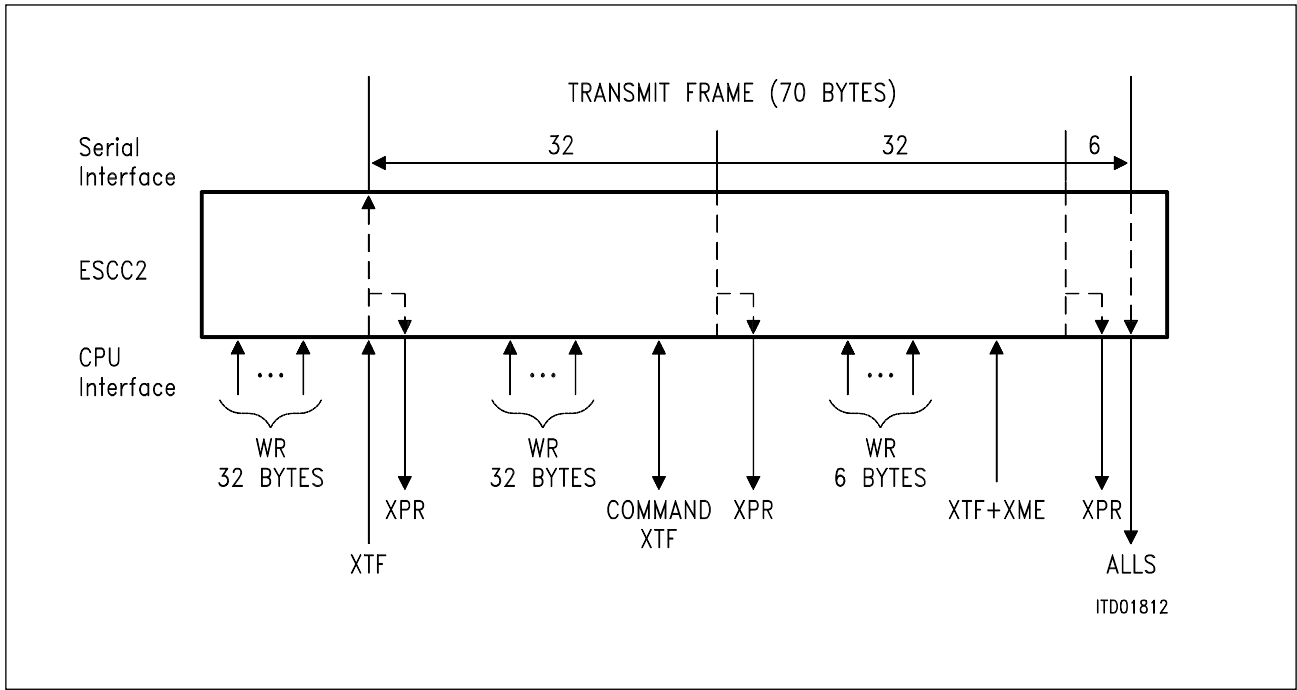 TRANSMIT FRAME (70 BYTES)
Serial
Interface
32
32
6
ESCC2
CPU
Interface
...
...
...
WR
32 BYTES
WR
32 BYTES
WR
6 BYTES
XPR
COMMAND
XTF
XPR
XTF+XME
XPR
XTF
ALLS
ITD01812